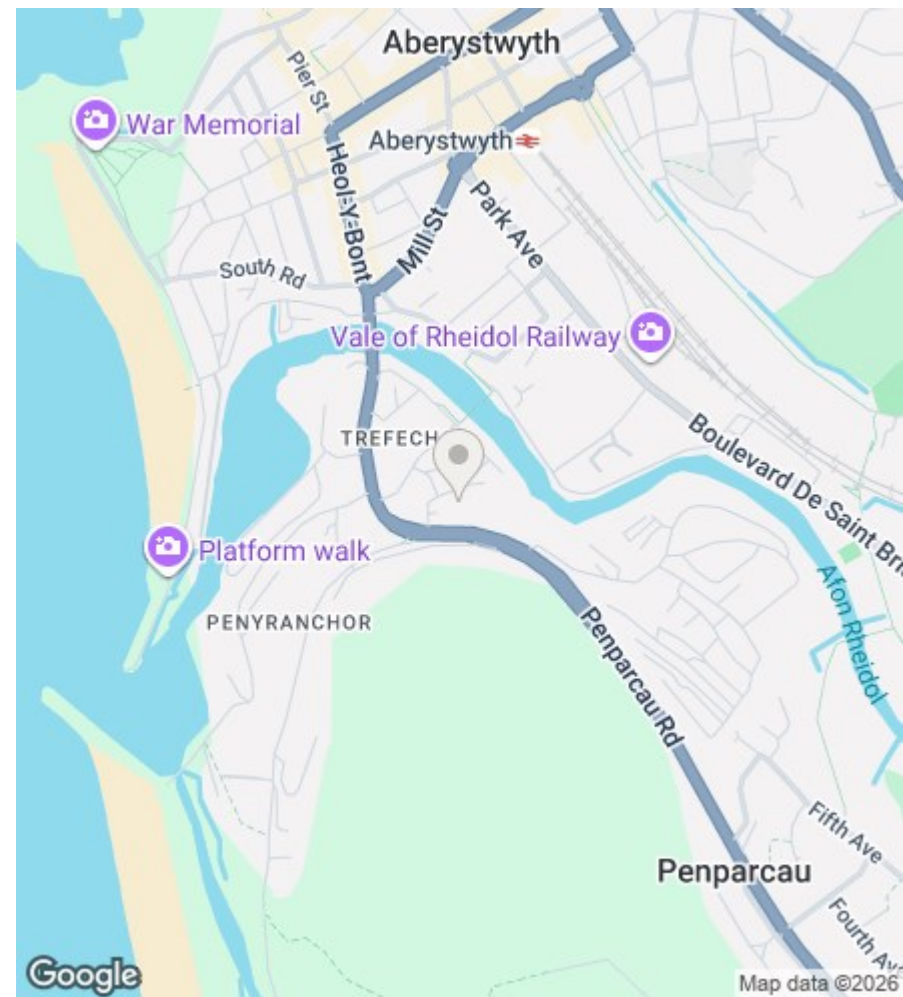 Aberystwyth
Pier St
War Memorial
Aberystwyth
Heol-Y-Bont
Mill St
Park Ave
South Rd
Vale of Rheidol Railway
TREFECH
Boulevard De Saint Bri
Platform walk
Afon Rheidol
PENYRANCHOR
Penparcau Rd
Fifth Ave
Penparcau
Fourth Av
Google
Map data ©2026